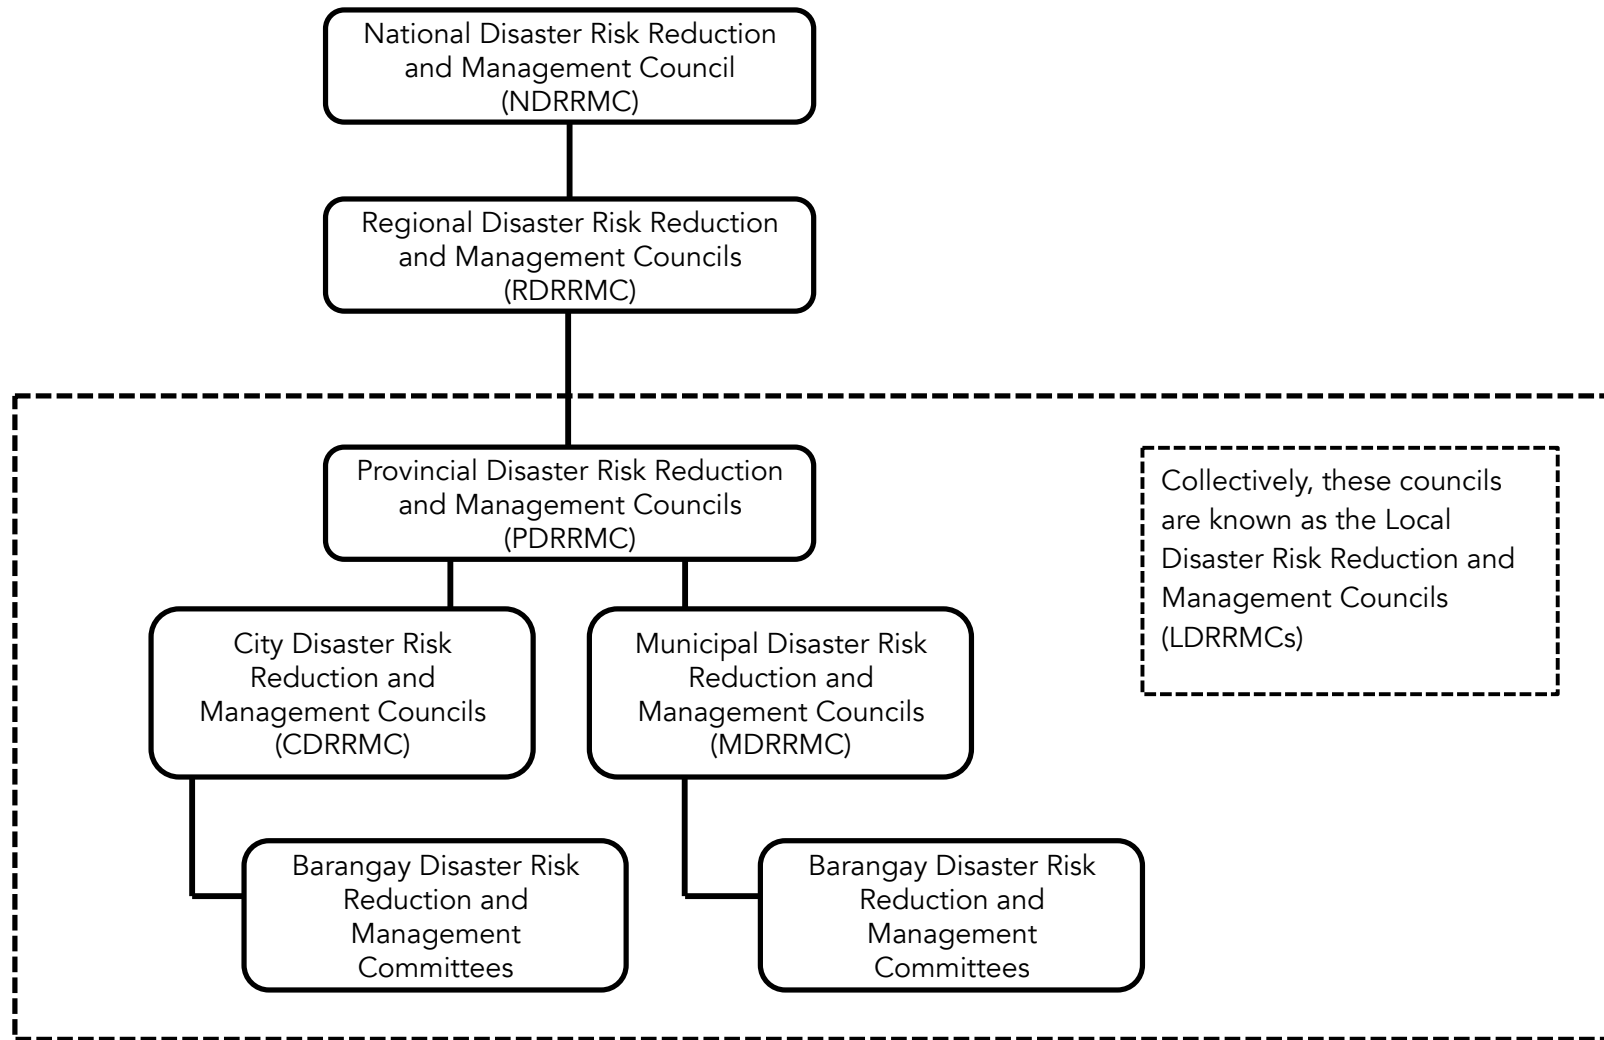 National Disaster Risk Reduction
and Management Council
(NDRRMC)
Regional Disaster Risk Reduction
and Management Councils
(RDRRMC)
Provincial Disaster Risk Reduction
and Management Councils
(PDRRMC)
Collectively, these councils
are known as the Local
Disaster Risk Reduction and
Management Councils
(LDRRMCs)
City Disaster Risk
Reduction and
Management Councils
(CDRRMC)
Municipal Disaster Risk
Reduction and
Management Councils
(MDRRMC)
Barangay Disaster Risk
Reduction and
Management
Committees
Barangay Disaster Risk
Reduction and
Management
Committees